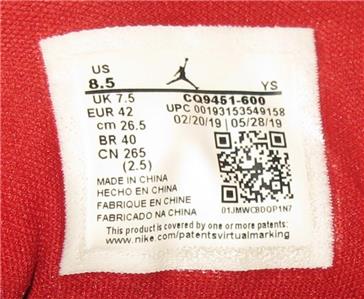 US
8.5
YS
UK 7.5
CQ9451-600
EUR 42
UPC 00193153549158
cm 26.5
02/20/19 05/28/19
BR 40
CN 265
(2.5)
MADE IN CHINA
HECHO EN CHINA
FABRIQUE EN CHINE
FABRICADO NA CHINA
01JMWCBDQP1N7
This product is covered by one or more patents:
www.nike.com/patentsvirtualmarking